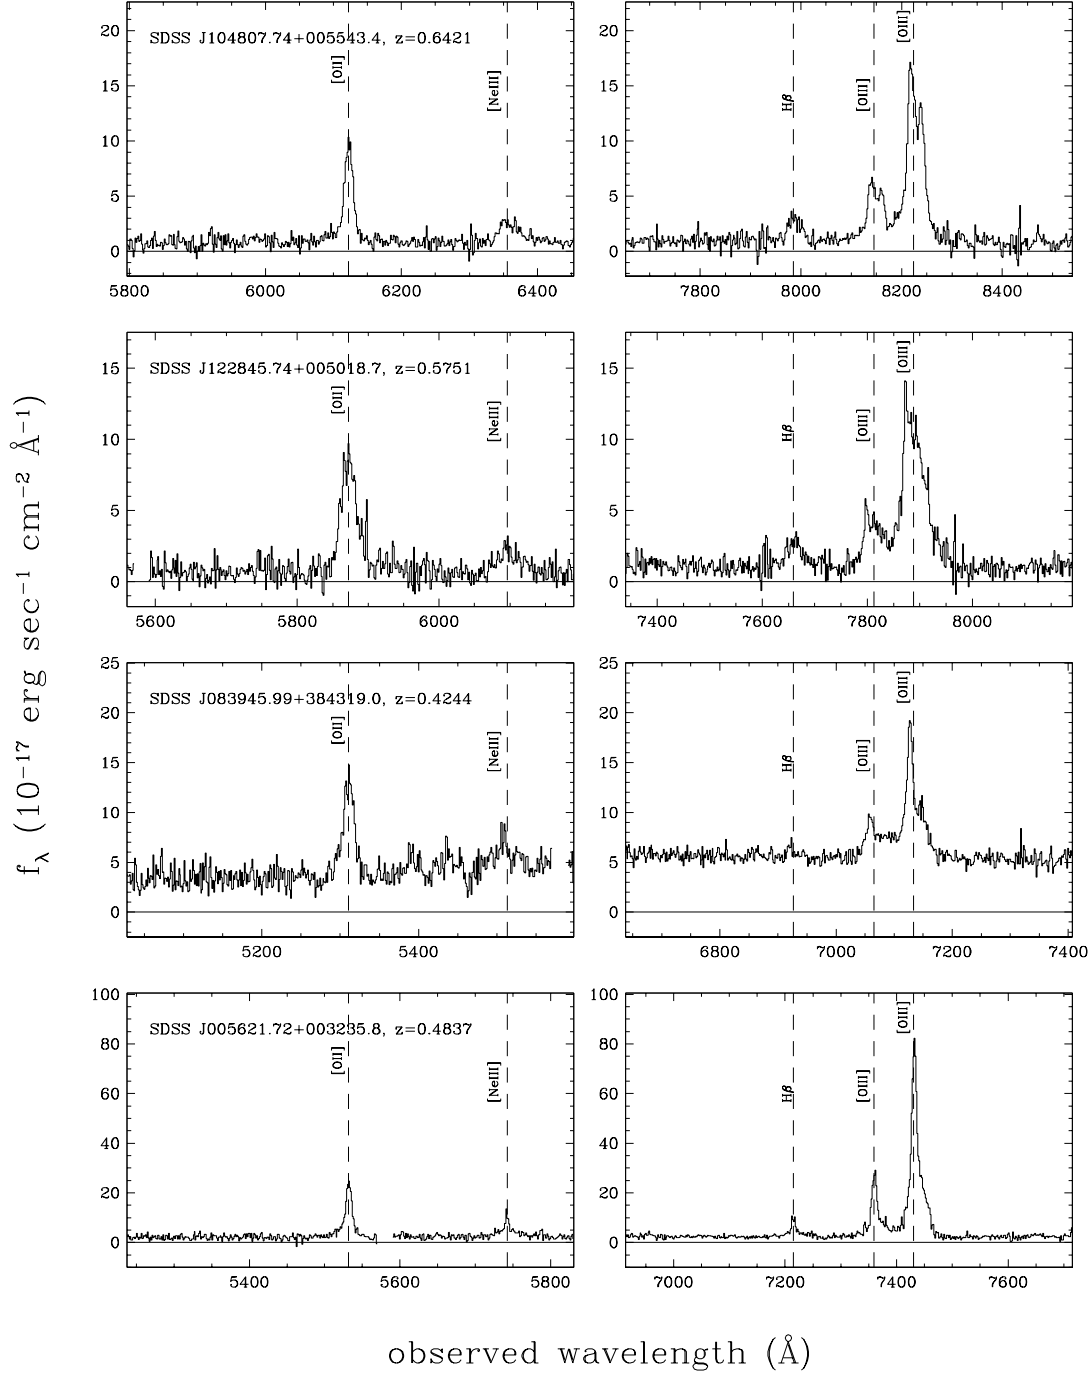 SDSS J104807.74+005543.4, z=0.6421
[OII]
[NeIII]
20
15
10
5
0
5800 6000 6200 6400
Hβ
[OIII]
[OIII]
20
15
10
5
0
7800 8000 8200 8400
SDSS J122845.74+005018.7, z=0.5751
[OII]
[NeIII]
15
10
5
0
5600 5800 6000
Hβ
[OIII]
[OIII]
15
10
5
0
7400 7600 7800 8000
SDSS J083945.99+384319.0, z=0.4244
[OII]
[NeIII]
25
20
15
10
5
0
5200 5400
Hβ
[OIII]
[OIII]
25
20
15
10
5
0
6800 7000 7200 7400
SDSS J005621.72+003235.8, z=0.4837
[OII]
[NeIII]
100
80
60
40
20
0
5400 5600 5800
Hβ
[OIII]
[OIII]
100
80
60
40
20
0
7000 7200 7400 7600
f_λ (10⁻¹⁷ erg sec⁻¹ cm⁻² Å⁻¹)
observed wavelength (Å)